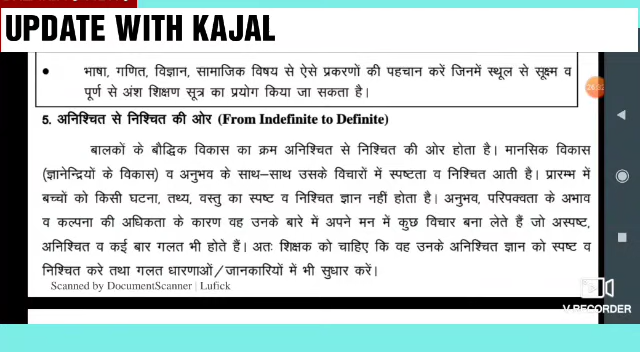 UPDATE WITH KAJAL
• भाषा, गणित, विज्ञान, सामाजिक विषय से ऐसे प्रकरणों की पहचान करें जिनमें स्थूल से सूक्ष्म व
पूर्ण से अंश शिक्षण सूत्र का प्रयोग किया जा सकता है।
5. अनिश्चित से निश्चित की ओर (From Indefinite to Definite)
बालकों के बौद्धिक विकास का क्रम अनिश्चित से निश्चित की ओर होता है। मानसिक विकास
(ज्ञानेन्द्रियों के विकास) व अनुभव के साथ–साथ उसके विचारों में स्पष्टता व निश्चित आती है। प्रारम्भ में
बच्चों को किसी घटना, तथ्य, वस्तु का स्पष्ट व निश्चित ज्ञान नहीं होता है। अनुभव, परिपक्वता के अभाव
व कल्पना की अधिकता के कारण वह उनके बारे में अपने मन में कुछ विचार बना लेते हैं जो अस्पष्ट,
अनिश्चित व कई बार गलत भी होते हैं। अतः शिक्षक को चाहिए कि वह उनके अनिश्चित ज्ञान को स्पष्ट व
निश्चित करे तथा गलत धारणाओं/जानकारियों में भी सुधार करें।
Scanned by DocumentScanner | Lufick
V RECORDER